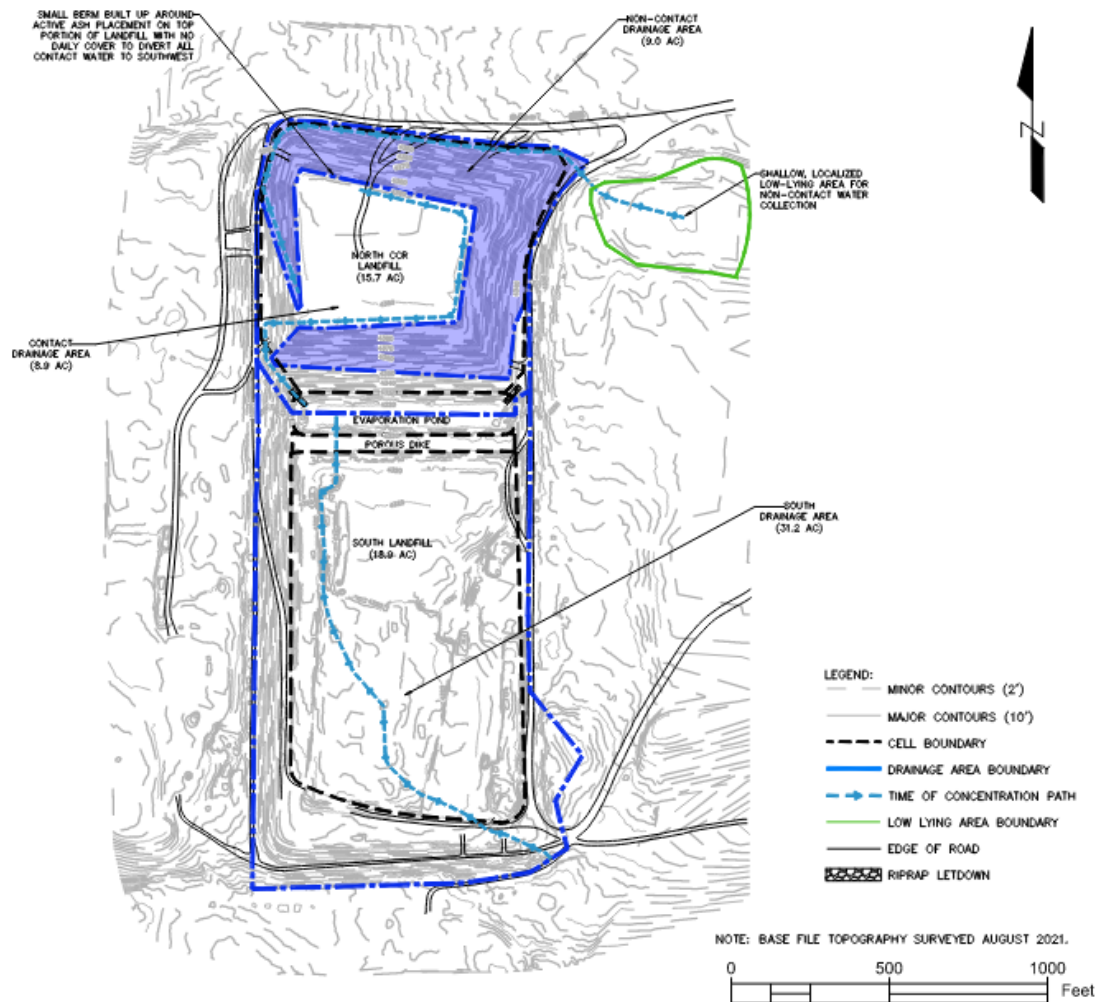 SMALL BERM BUILT UP AROUND
ACTIVE ASH PLACEMENT ON TOP
PORTION OF LANDFILL WITH NO
DAILY COVER TO DIVERT ALL
CONTACT WATER TO SOUTHWEST
NON-CONTACT
DRAINAGE AREA
(9.0 AC)
N
SHALLOW, LOCALIZED
LOW-LYING AREA FOR
NON-CONTACT WATER
COLLECTION
NORTH CCR
LANDFILL
(15.7 AC)
CONTACT
DRAINAGE AREA
(8.9 AC)
EVAPORATION POND
POROUS DIKE
SOUTH
DRAINAGE AREA
(31.2 AC)
SOUTH LANDFILL
(18.9 AC)
LEGEND:
MINOR CONTOURS (2')
MAJOR CONTOURS (10')
CELL BOUNDARY
DRAINAGE AREA BOUNDARY
TIME OF CONCENTRATION PATH
LOW LYING AREA BOUNDARY
EDGE OF ROAD
RIPRAP LETDOWN
NOTE: BASE FILE TOPOGRAPHY SURVEYED AUGUST 2021.
0 500 1000
Feet